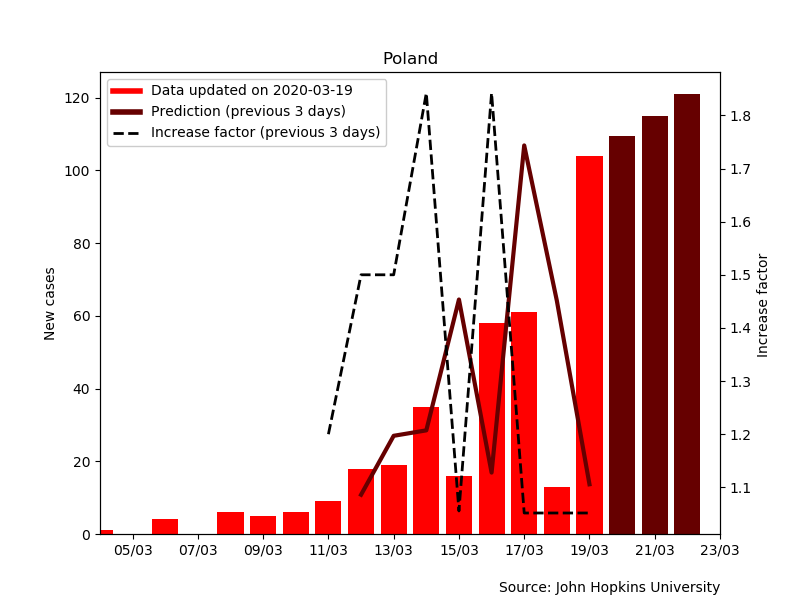 Poland
Data updated on 2020-03-19
Prediction (previous 3 days)
Increase factor (previous 3 days)
New cases
120
100
80
60
40
20
0
1.8
1.7
1.6
1.5
1.4
1.3
1.2
1.1
Increase factor
05/03 07/03 09/03 11/03 13/03 15/03 17/03 19/03 21/03 23/03
Source: John Hopkins University